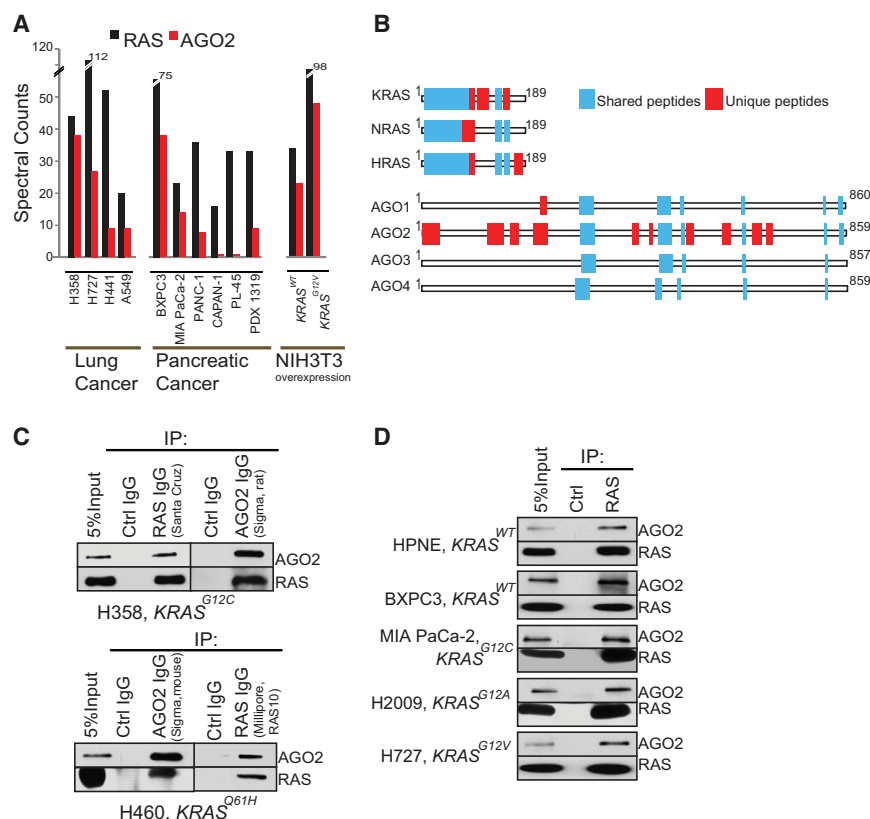 A
RAS AGO2
120
112
75
98
50
40
30
20
10
0
Spectral Counts
H358
H727
H441
A549
BXPC3
MIA PaCa-2
PANC-1
CAPAN-1
PL-45
PDX 1319
KRAS^WT
KRAS^G12V
Lung Cancer
Pancreatic Cancer
NIH3T3
overexpression
B
KRAS 1 189
NRAS 1 189
HRAS 1 189
Shared peptides
Unique peptides
AGO1 1 860
AGO2 1 859
AGO3 1 857
AGO4 1 859
C
IP:
5%Input
Ctrl IgG
RAS IgG
(Santa Cruz)
Ctrl IgG
AGO2 IgG
(Sigma, rat)
AGO2
RAS
H358, KRAS^G12C
IP:
5%Input
Ctrl IgG
AGO2 IgG
(Sigma,mouse)
Ctrl IgG
RAS IgG
(Millipore,
RAS10)
AGO2
RAS
H460, KRAS^Q61H
D
IP:
5%Input
Ctrl
RAS
HPNE, KRAS^WT
AGO2
RAS
BXPC3, KRAS^WT
AGO2
RAS
MIA PaCa-2,
KRAS^G12C
AGO2
RAS
H2009, KRAS^G12A
AGO2
RAS
H727, KRAS^G12V
AGO2
RAS